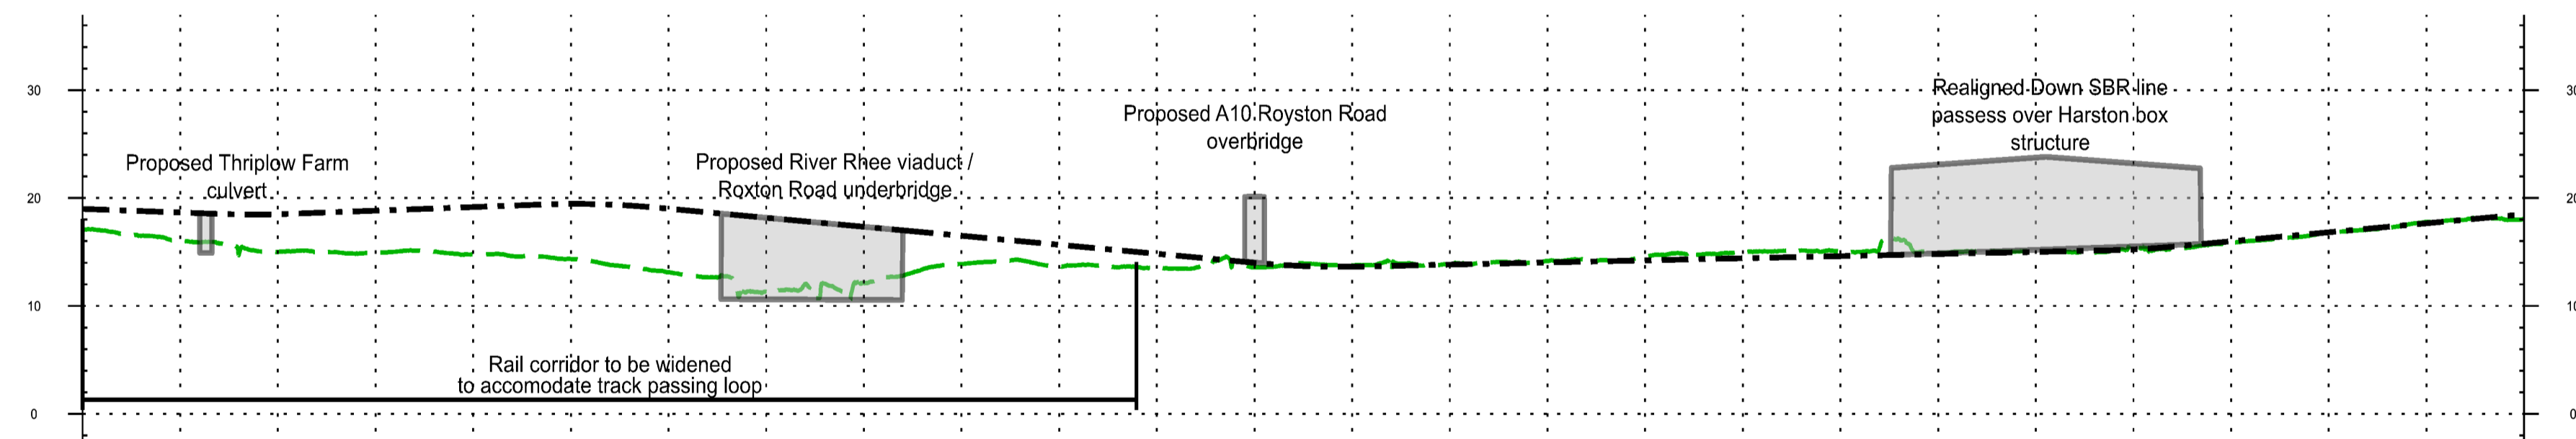 30
20
10
0
Proposed Thriplow Farm
culvert
Proposed River Rhee viaduct /
Roxton Road underbridge
Rail corridor to be widened
to accomodate track passing loop
Proposed A10 Royston Road
overbridge
Realigned Down SBR line
passess over Harston box
structure